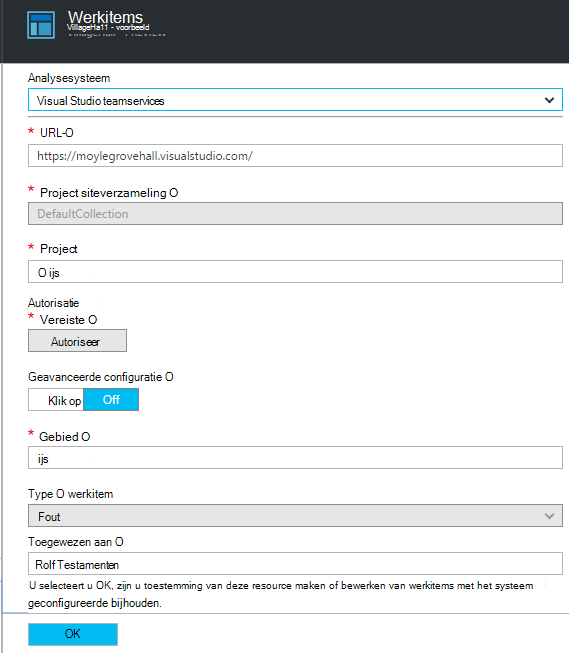 Werkitems
VillageHa11 - voorbeeld
Analysesysteem
Visual Studio teamservices
* URL-O
https://moylegrovehall.visualstudio.com/
* Project siteverzameling O
DefaultCollection
* Project
O ijs
Autorisatie
* Vereiste O
Autoriseer
Geavanceerde configuratie O
Klik op Off
* Gebied O
ijs
Type O werkitem
Fout
Toegewezen aan O
Rolf Testamenten
U selecteert u OK, zijn u toestemming van deze resource maken of bewerken van werkitems met het systeem
geconfigureerde bijhouden.
OK